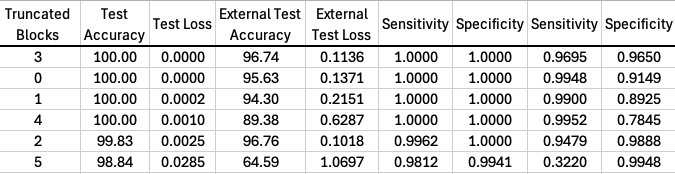 Truncated Blocks Test Accuracy Test Loss External Test Accuracy External Test Loss Sensitivity Specificity Sensitivity Specificity
3 100.00 0.0000 96.74 0.1136 1.0000 1.0000 0.9695 0.9650
0 100.00 0.0000 95.63 0.1371 1.0000 1.0000 0.9948 0.9149
1 100.00 0.0002 94.30 0.2151 1.0000 1.0000 0.9900 0.8925
4 100.00 0.0010 89.38 0.6287 1.0000 1.0000 0.9952 0.7845
2 99.83 0.0025 96.76 0.1018 0.9962 1.0000 0.9479 0.9888
5 98.84 0.0285 64.59 1.0697 0.9812 0.9941 0.3220 0.9948